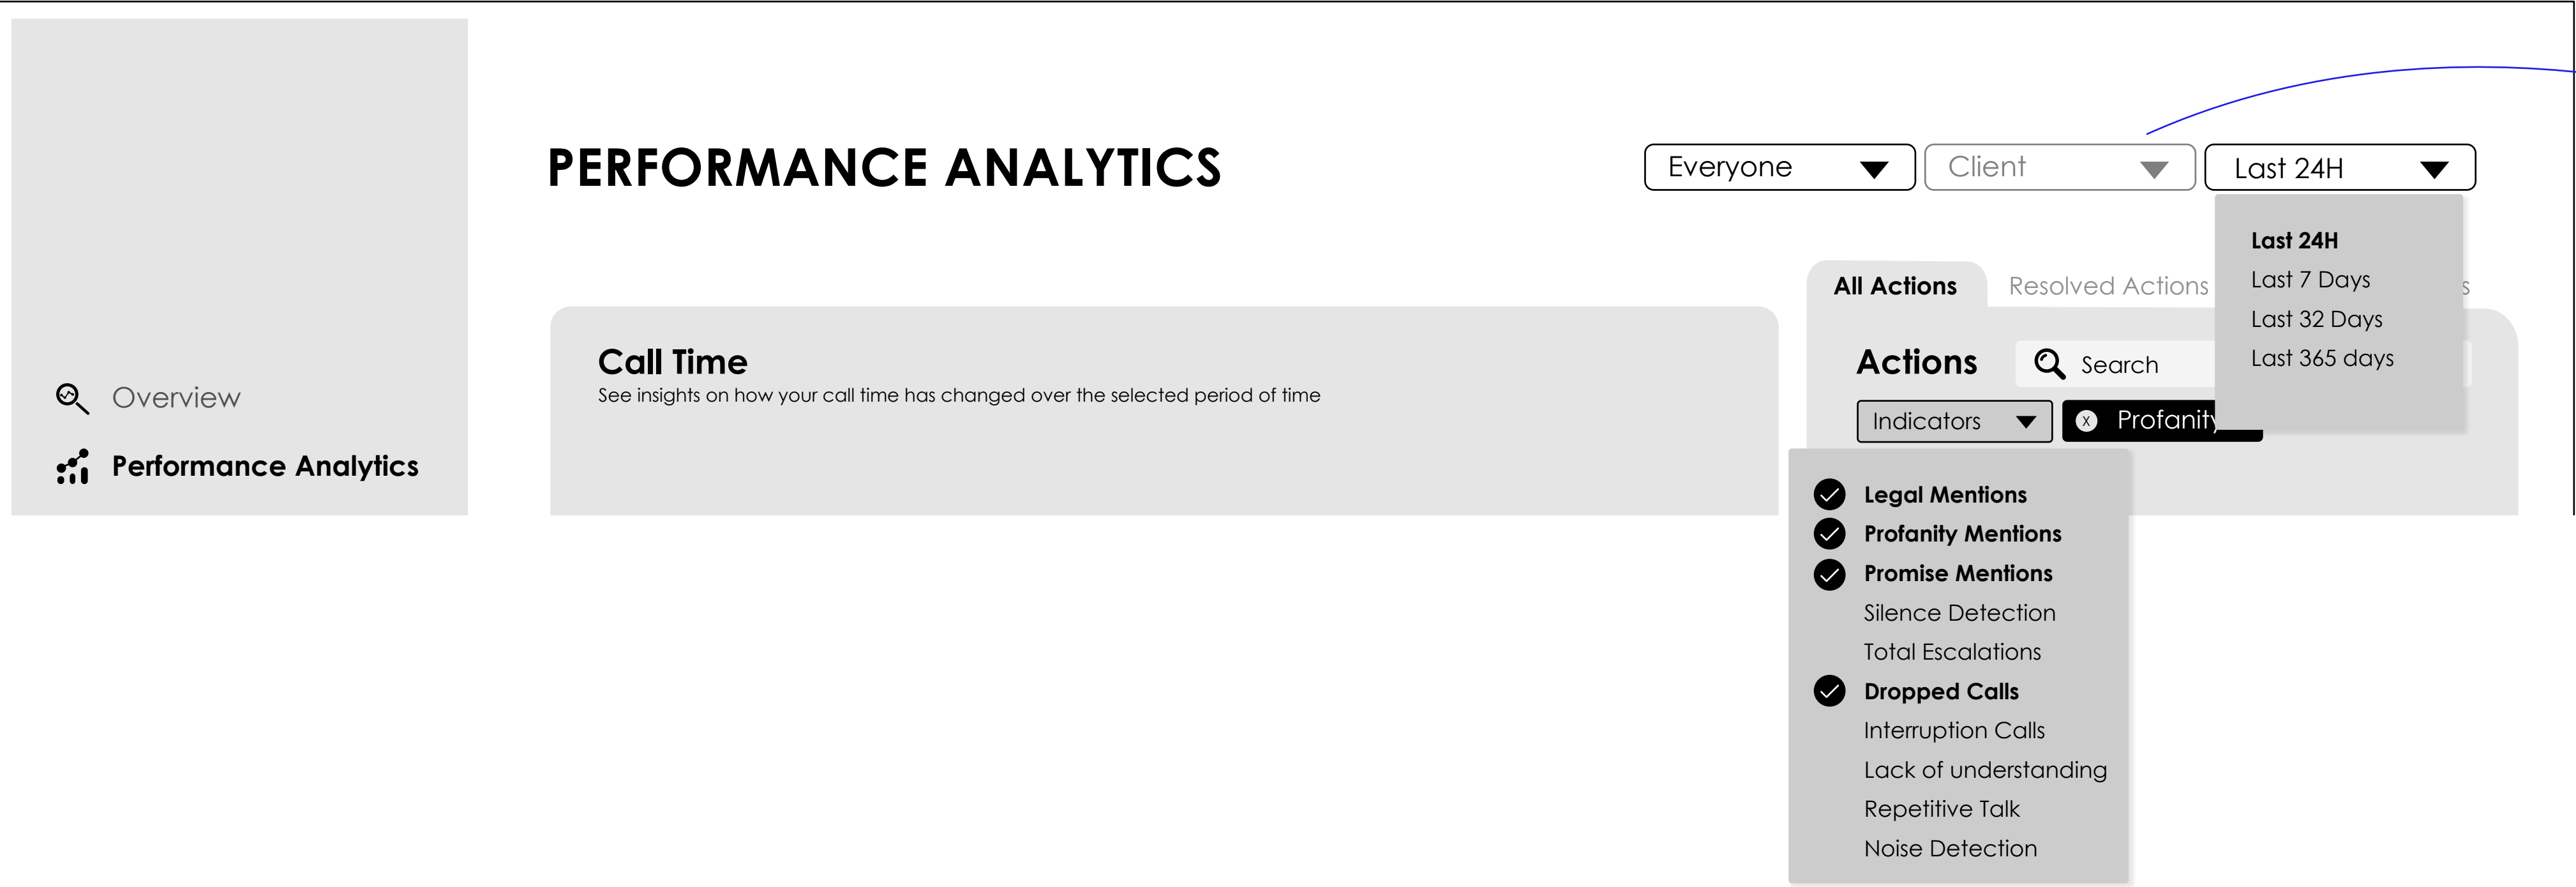 PERFORMANCE ANALYTICS
Everyone
Client
Last 24H
Last 24H
Last 7 Days
Last 32 Days
Last 365 days
Overview
Performance Analytics
Call Time
See insights on how your call time has changed over the selected period of time
All Actions
Resolved Actions
Actions
Search
Indicators
X Profanity
Legal Mentions
Profanity Mentions
Promise Mentions
Silence Detection
Total Escalations
Dropped Calls
Interruption Calls
Lack of understanding
Repetitive Talk
Noise Detection